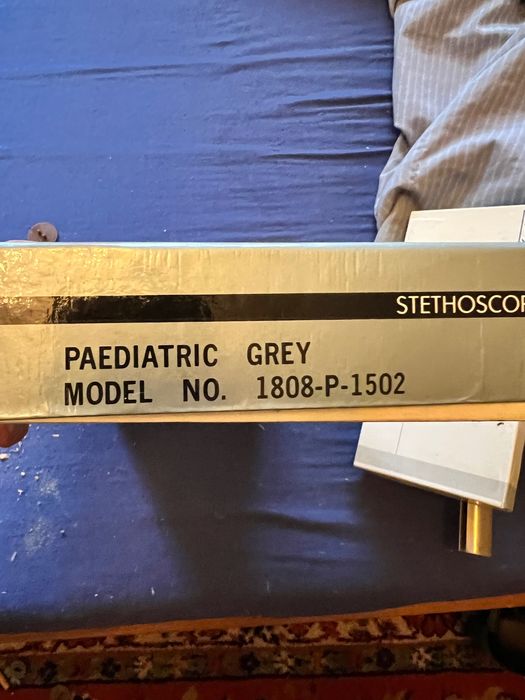 STETHOSCOP
PAEDIATRIC GREY
MODEL NO. 1808-P-1502